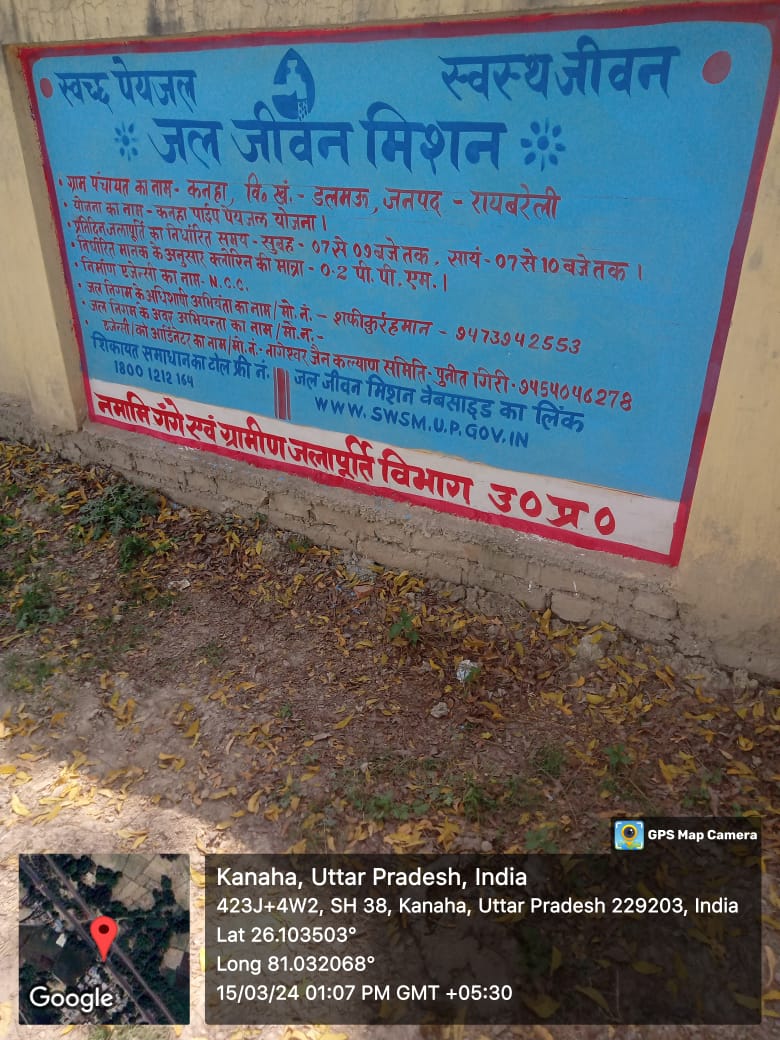 स्वच्छ पेयजल
स्वस्थ जीवन
जल जीवन मिशन
• ग्राम पंचायत का नाम - कनहा, वि० खं.- डलमऊ, जनपद - रायबरेली
• योजना का नाम - कनहा पाईप पेयजल योजना।
• प्रतिदिन जलापूर्ति का निर्धारित समय - सुबह - 07 से 09 बजे तक, सायं - 07 से 10 बजे तक।
• निर्धारित मानक के अनुसार क्लोरिन की मात्रा - 0.2 पी. पी. एम.।
• निर्माण एजेन्सी का नाम- N.C.C.
• जल निगम के अधिशाषी अभियंता का नाम/मो. नं. - शफीकुर्रहमान - 9473942553
• जल निगम के अवर अभियन्ता का नाम/मो.न.-
• एजेन्सी/को आर्डिनेटर का नाम/मो.नं.- नागेश्वर जैन कल्याण समिति- पुनीत गिरी - 9454046278
शिकायत समाधान का टोल फ्री नं.
1800 1212 164
जल जीवन मिशन वेबसाइड का लिंक
WWW.SWSM.U.P.GOV.IN
नमामि गंगे एवं ग्रामीण जलापूर्ति विभाग उ०प्र०
GPS Map Camera
Kanaha, Uttar Pradesh, India
423J+4W2, SH 38, Kanaha, Uttar Pradesh 229203, India
Lat 26.103503°
Long 81.032068°
15/03/24 01:07 PM GMT +05:30
Google